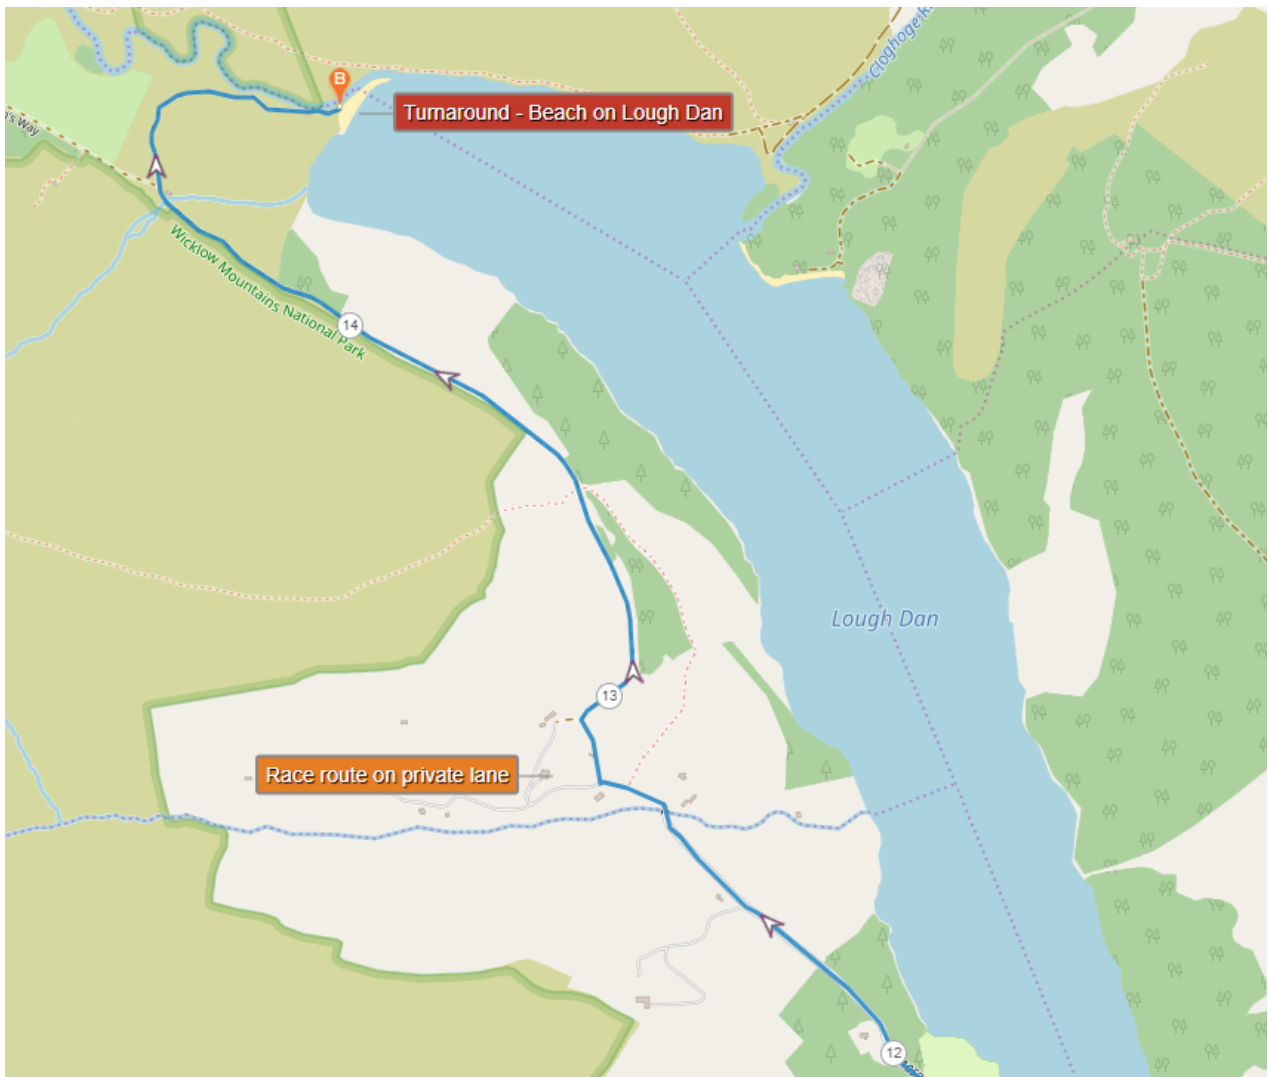 Cloghoge R
B
Turnaround - Beach on Lough Dan
's Way
Wicklow Mountains National Park
14
Lough Dan
13
Race route on private lane
12